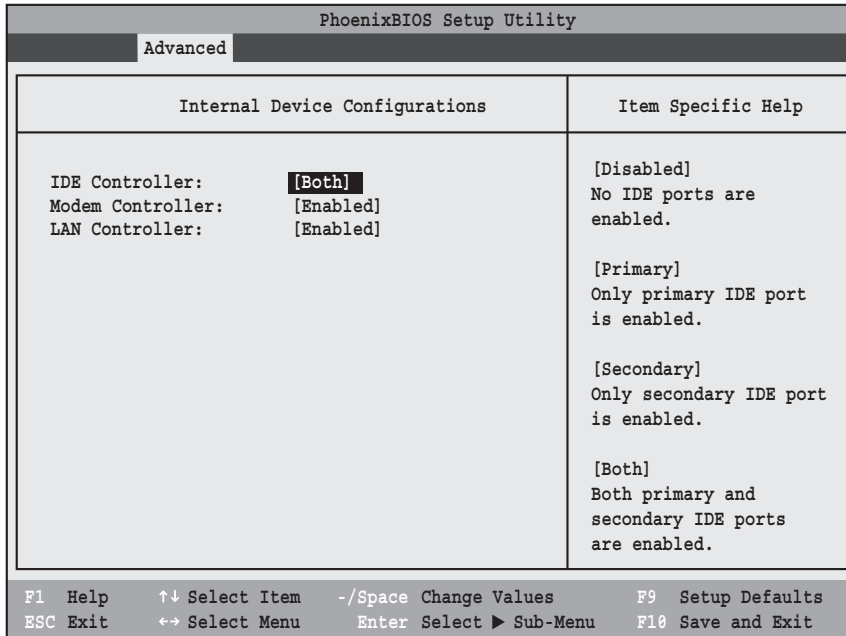 PhoenixBIOS Setup Utility
Advanced
Internal Device Configurations
Item Specific Help
IDE Controller: [Both]
Modem Controller: [Enabled]
LAN Controller: [Enabled]
[Disabled]
No IDE ports are
enabled.
[Primary]
Only primary IDE port
is enabled.
[Secondary]
Only secondary IDE port
is enabled.
[Both]
Both primary and
secondary IDE ports
are enabled.
F1 Help ↑↓ Select Item -/Space Change Values F9 Setup Defaults
ESC Exit ←→ Select Menu Enter Select ▶ Sub-Menu F10 Save and Exit